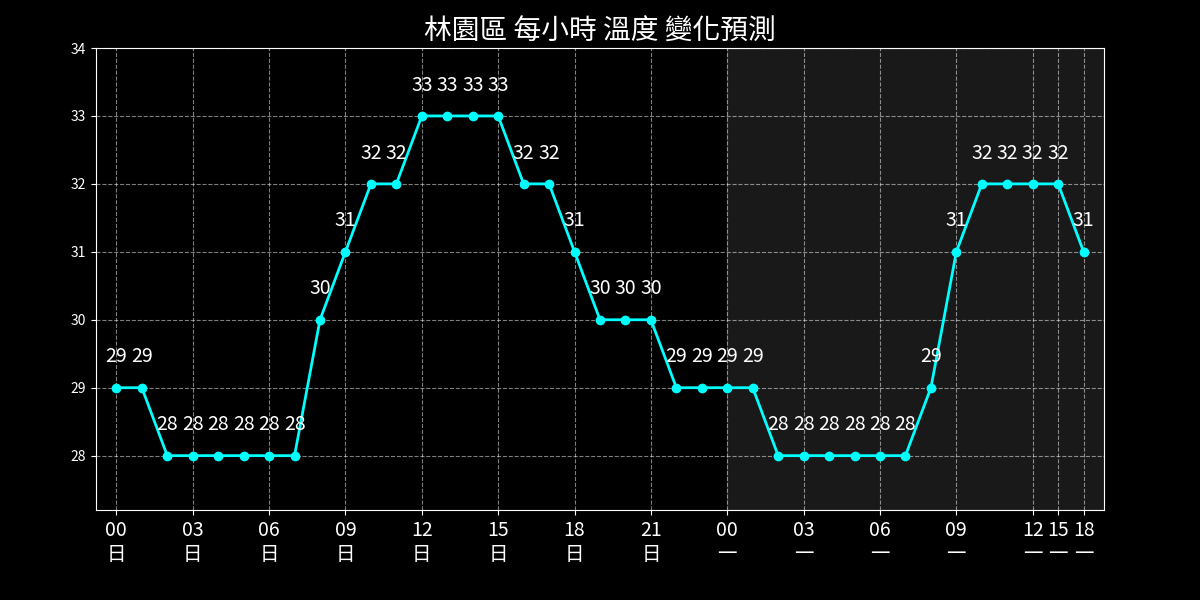 林園區 每小時 溫度 變化預測
34
33 33 33 33
33
32 32 32 32 32 32 32 32
32
31 31 31 31
31
30 30 30 30
30
29 29 29 29 29 29 29
29
28 28 28 28 28 28 28 28 28 28 28 28
28
00 03 06 09 12 15 18 21 00 03 06 09 12 15 18
日 日 日 日 日 日 日 日 一 一 一 一 一 一 一